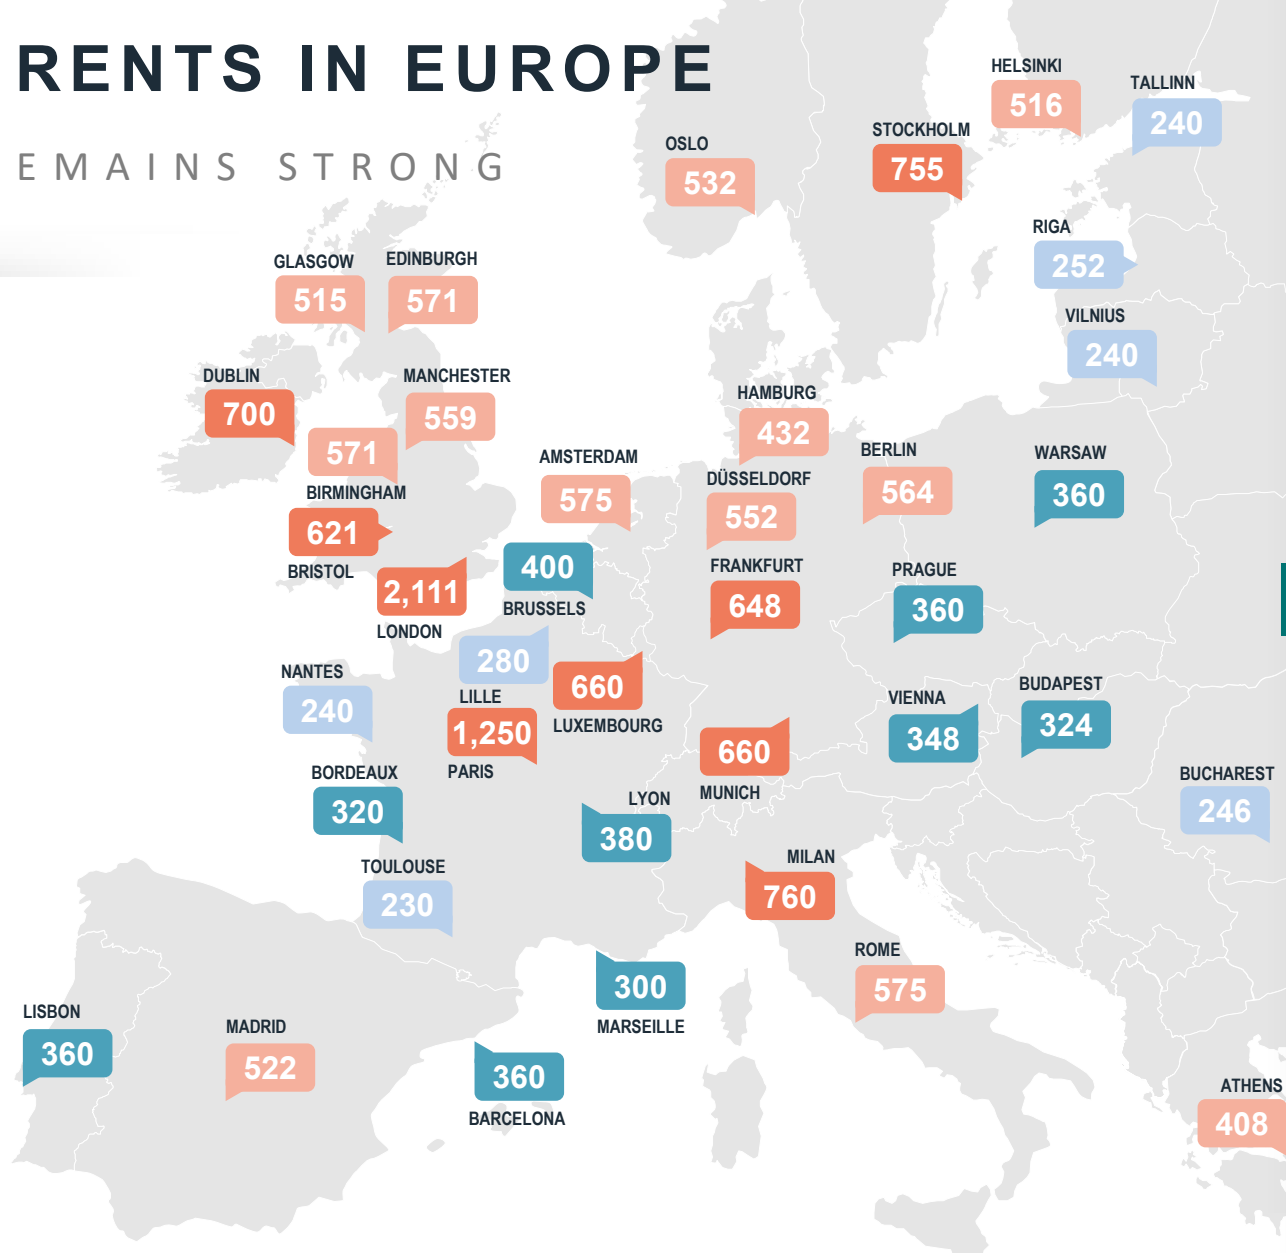 RENTS IN EUROPE
EMAINS STRONG
HELSINKI
516
TALLINN
240
STOCKHOLM
755
OSLO
532
RIGA
252
GLASGOW
515
EDINBURGH
571
VILNIUS
240
DUBLIN
700
MANCHESTER
559
HAMBURG
432
571
BIRMINGHAM
AMSTERDAM
575
DÜSSELDORF
552
BERLIN
564
WARSAW
360
621
BRISTOL
2,111
LONDON
400
BRUSSELS
FRANKFURT
648
PRAGUE
360
NANTES
240
280
LILLE
660
LUXEMBOURG
1,250
PARIS
660
MUNICH
VIENNA
348
BUDAPEST
324
BORDEAUX
320
LYON
380
BUCHAREST
246
TOULOUSE
230
MILAN
760
ROME
575
300
MARSEILLE
LISBON
360
MADRID
522
360
BARCELONA
ATHENS
408